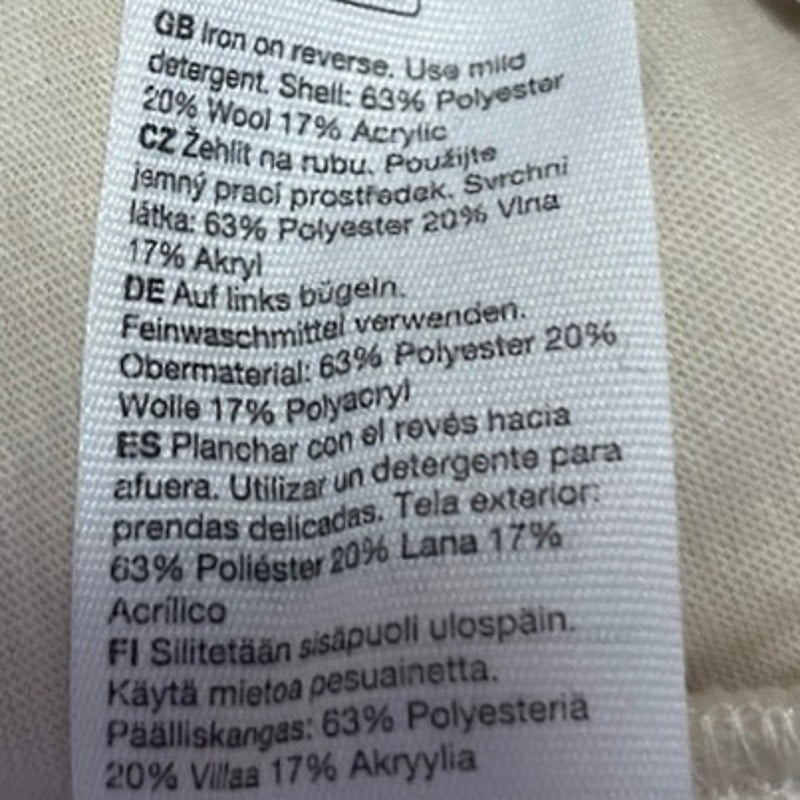 GB Iron on reverse. Use mild
detergent. Shell: 63% Polyester
20% Wool 17% Acrylic
CZ Žehlit na rubu. Použijte
jemný prací prostředek. Svrchní
látka: 63% Polyester 20% Vlna
17% Akryl
DE Auf links bügeln.
Feinwaschmittel verwenden.
Obermaterial: 63% Polyester 20%
Wolle 17% Polyacryl
ES Planchar con el revés hacia
afuera. Utilizar un detergente para
prendas delicadas. Tela exterior:
63% Poliéster 20% Lana 17%
Acrílico
FI Silitetään sisäpuoli ulospäin.
Käytä mietoa pesuainetta.
Päälliskangas: 63% Polyesteriä
20% Villaa 17% Akryylia